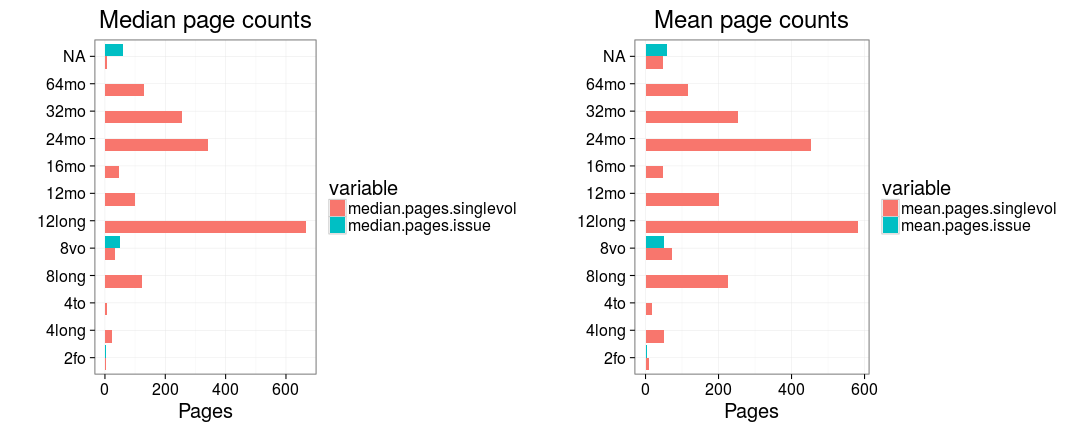 Median page counts
NA
64mo
32mo
24mo
16mo
12mo
12long
8vo
8long
4to
4long
2fo
0 200 400 600
Pages
variable
median.pages.singlevol
median.pages.issue
Mean page counts
NA
64mo
32mo
24mo
16mo
12mo
12long
8vo
8long
4to
4long
2fo
0 200 400 600
Pages
variable
mean.pages.singlevol
mean.pages.issue